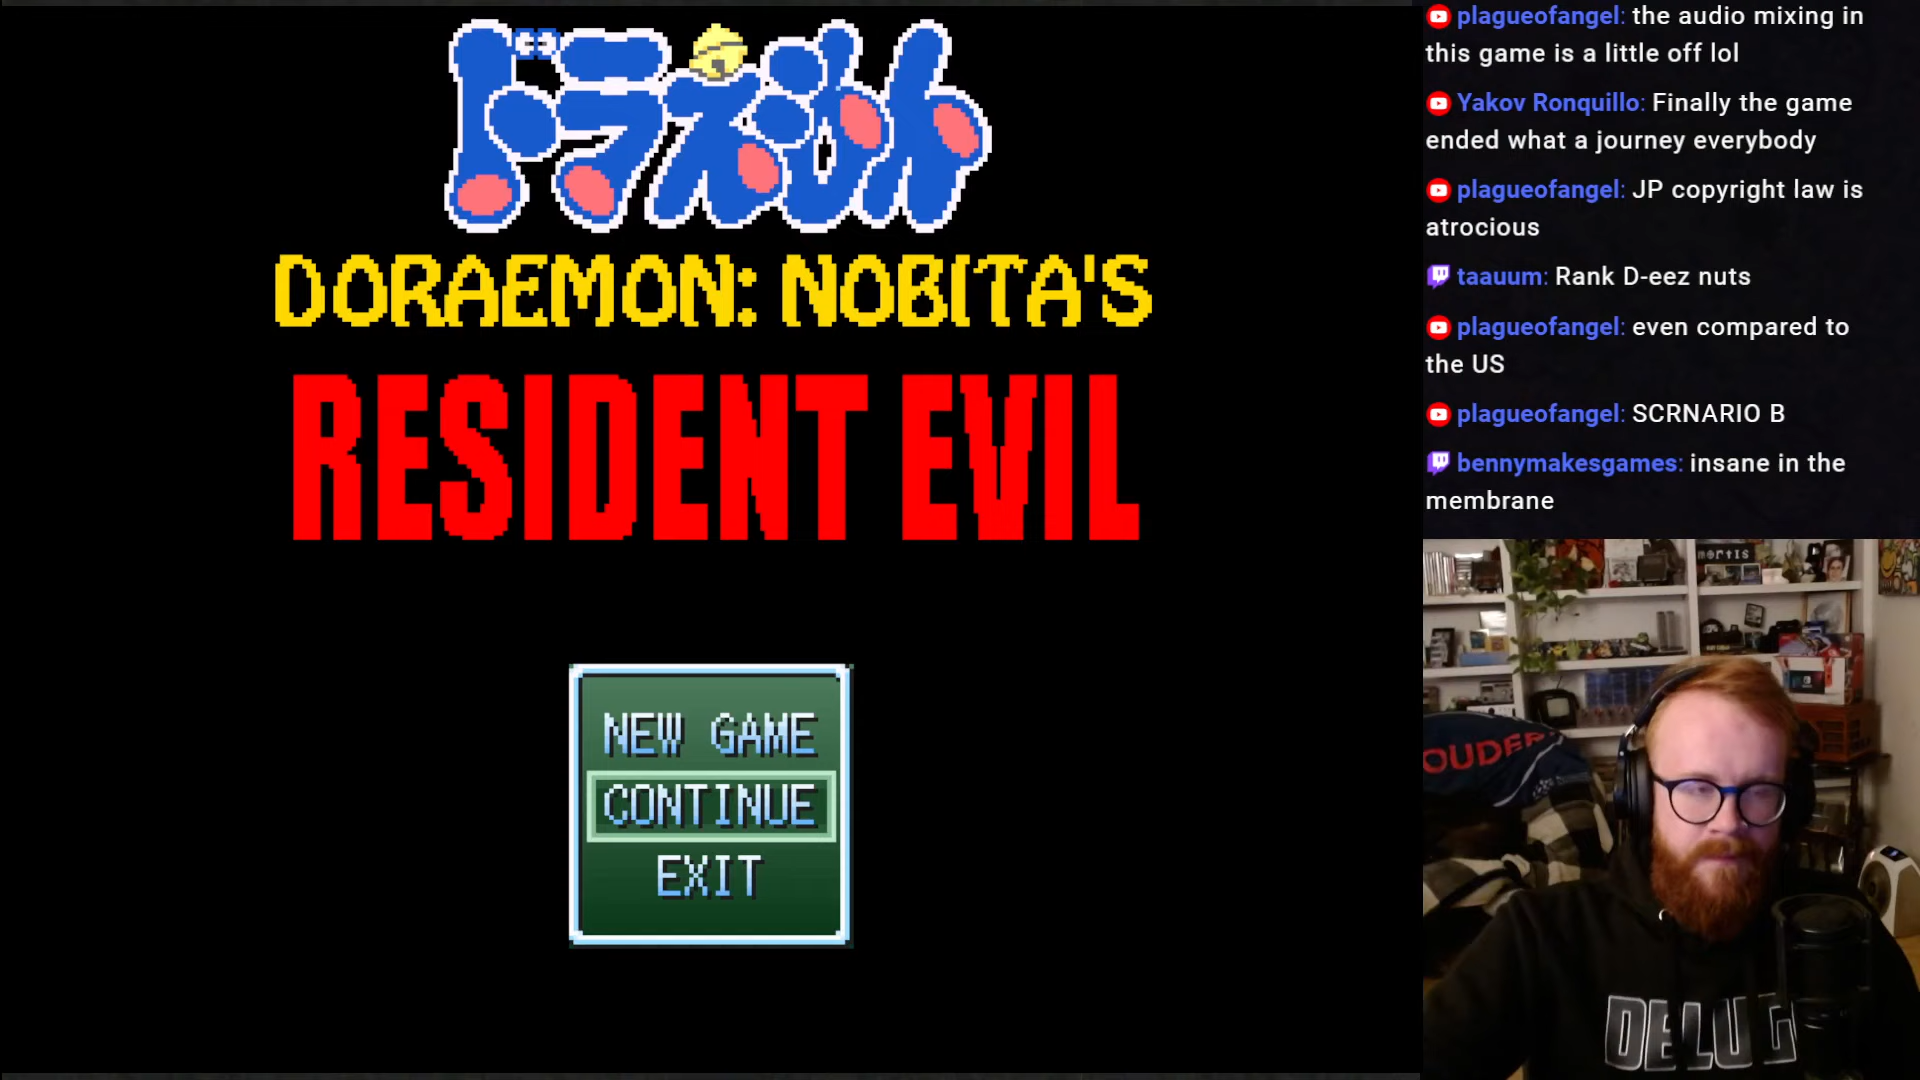 ドラえもん
DORAEMON: NOBITA'S
RESIDENT EVIL
NEW GAME
CONTINUE
EXIT
plagueofangel: the audio mixing in
this game is a little off lol
Yakov Ronquillo: Finally the game
ended what a journey everybody
plagueofangel: JP copyright law is
atrocious
taauum: Rank D-eez nuts
plagueofangel: even compared to
the US
plagueofangel: SCRNARIO B
bennymakesgames: insane in the
membrane
mortis
OUDER
DELUG